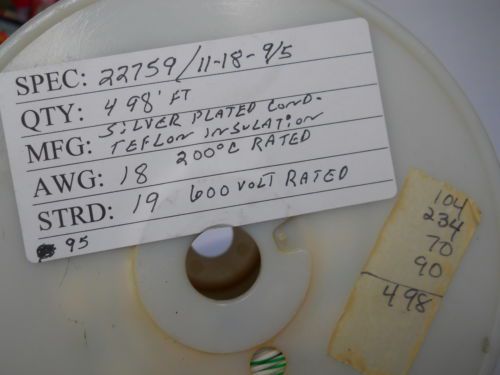 SPEC: 22759/11-18-9/5
QTY: 498' FT
MFG: SILVER PLATED COND.
TEFLON INSULATION
200°C RATED
AWG: 18
STRD: 19 600 VOLT RATED
95
104
234
70
90
498